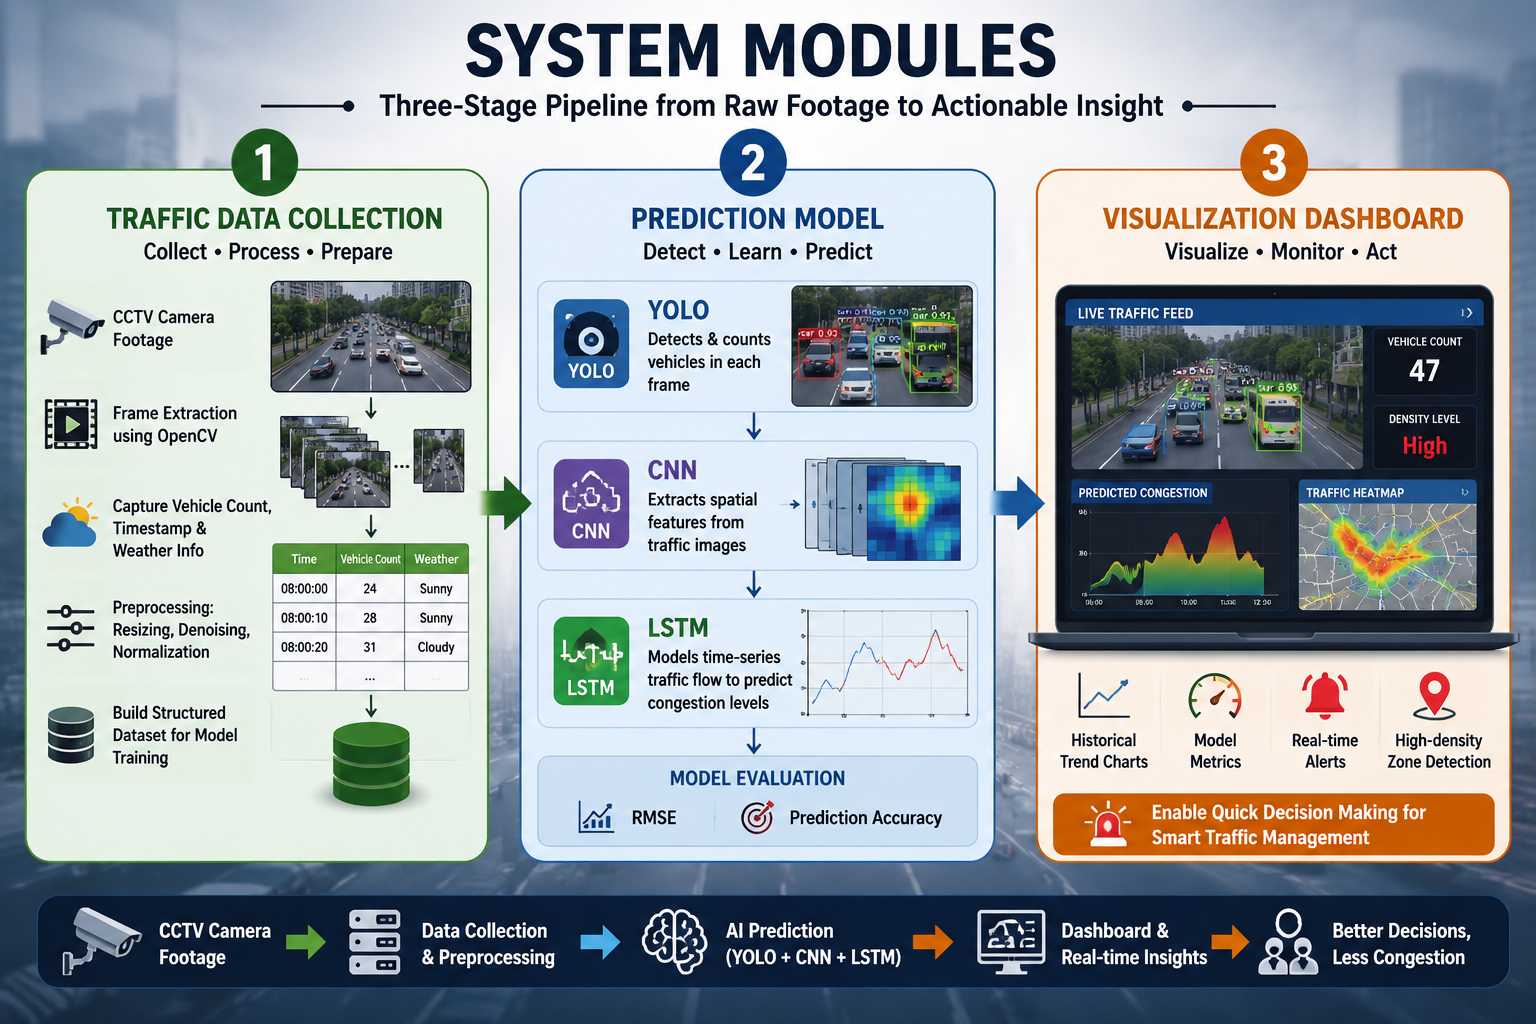 SYSTEM MODULES
Three-Stage Pipeline from Raw Footage to Actionable Insight
1
TRAFFIC DATA COLLECTION
Collect • Process • Prepare
CCTV Camera
Footage
Frame Extraction
using OpenCV
...
Capture Vehicle Count,
Timestamp &
Weather Info
Time Vehicle Count Weather
08:00:00 24 Sunny
08:00:10 28 Sunny
08:00:20 31 Cloudy
... ... ...
Preprocessing:
Resizing, Denoising,
Normalization
Build Structured
Dataset for Model
Training
2
PREDICTION MODEL
Detect • Learn • Predict
YOLO
YOLO
Detects & counts
vehicles in each
frame
CNN
CNN
Extracts spatial
features from
traffic images
LSTM
LSTM
Models time-series
traffic flow to predict
congestion levels
MODEL EVALUATION
RMSE
Prediction Accuracy
3
VISUALIZATION DASHBOARD
Visualize • Monitor • Act
LIVE TRAFFIC FEED
VEHICLE COUNT
47
DENSITY LEVEL
High
PREDICTED CONGESTION
TRAFFIC HEATMAP
Historical
Trend Charts
Model
Metrics
Real-time
Alerts
High-density
Zone Detection
Enable Quick Decision Making for
Smart Traffic Management
CCTV Camera
Footage
Data Collection
& Preprocessing
AI Prediction
(YOLO + CNN + LSTM)
Dashboard &
Real-time Insights
Better Decisions,
Less Congestion